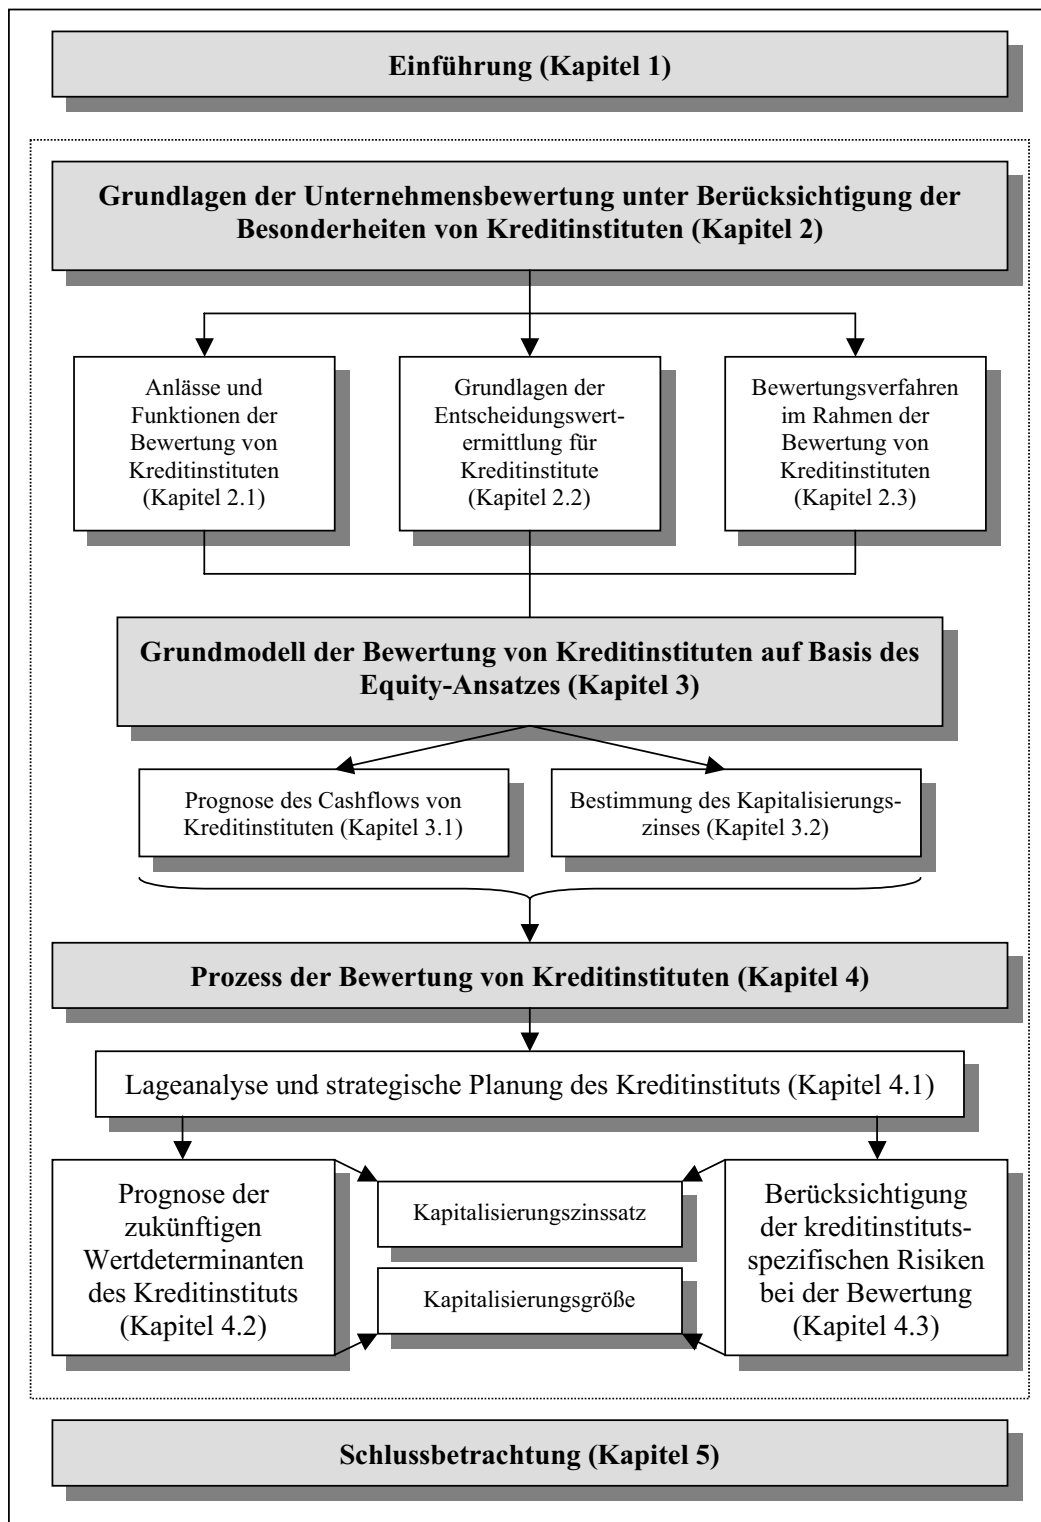 Einführung (Kapitel 1)
Grundlagen der Unternehmensbewertung unter Berücksichtigung der
Besonderheiten von Kreditinstituten (Kapitel 2)
Anlässe und
Funktionen der
Bewertung von
Kreditinstituten
(Kapitel 2.1)
Grundlagen der
Entscheidungswert-
ermittlung für
Kreditinstitute
(Kapitel 2.2)
Bewertungsverfahren
im Rahmen der
Bewertung von
Kreditinstituten
(Kapitel 2.3)
Grundmodell der Bewertung von Kreditinstituten auf Basis des
Equity-Ansatzes (Kapitel 3)
Prognose des Cashflows von
Kreditinstituten (Kapitel 3.1)
Bestimmung des Kapitalisierungs-
zinses (Kapitel 3.2)
Prozess der Bewertung von Kreditinstituten (Kapitel 4)
Lageanalyse und strategische Planung des Kreditinstituts (Kapitel 4.1)
Prognose der
zukünftigen
Wertdeterminanten
des Kreditinstituts
(Kapitel 4.2)
Kapitalisierungszinssatz
Kapitalisierungsgröße
Berücksichtigung
der kreditinstituts-
spezifischen Risiken
bei der Bewertung
(Kapitel 4.3)
Schlussbetrachtung (Kapitel 5)